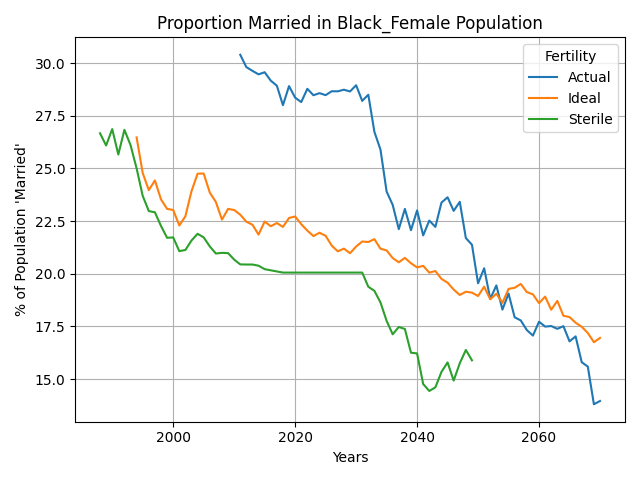 Proportion Married in Black_Female Population
% of Population 'Married'
30.0
27.5
25.0
22.5
20.0
17.5
15.0
Fertility
Actual
Ideal
Sterile
2000 2020 2040 2060
Years